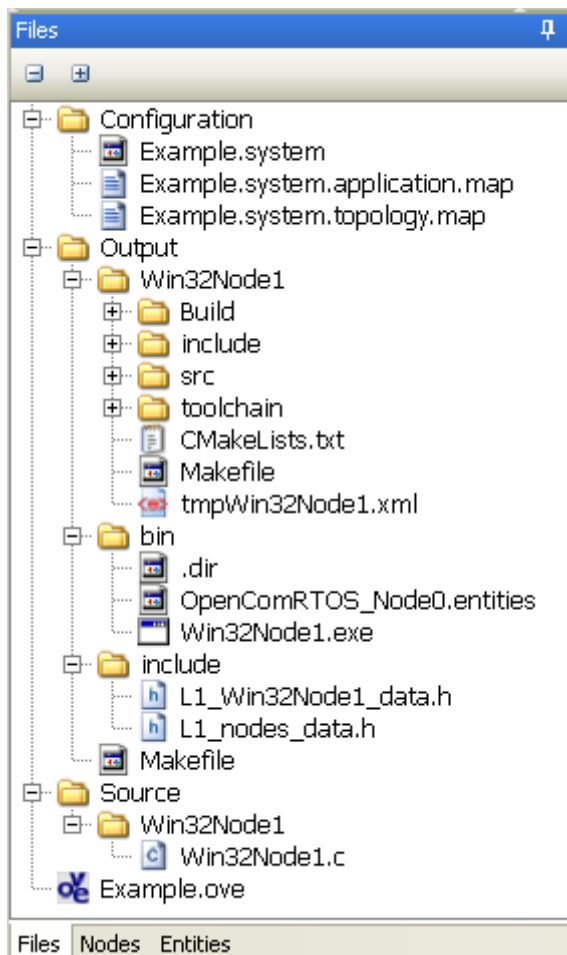 Files
Configuration
Example.system
Example.system.application.map
Example.system.topology.map
Output
Win32Node1
Build
include
src
toolchain
CMakeLists.txt
Makefile
tmpWin32Node1.xml
bin
.dir
OpenComRTOS_Node0.entities
Win32Node1.exe
include
L1_Win32Node1_data.h
L1_nodes_data.h
Makefile
Source
Win32Node1
Win32Node1.c
Example.ove
Files Nodes Entities